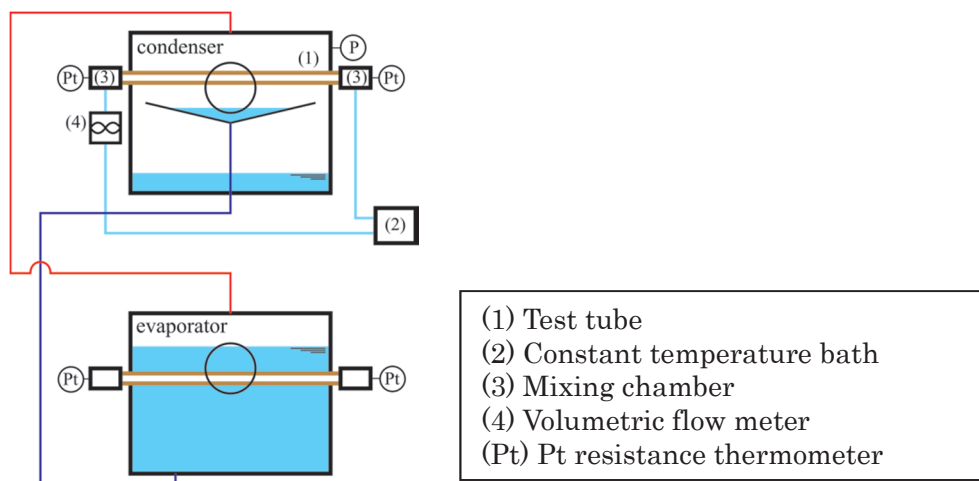 condenser
(1)
P
Pt
(3)
(3)
Pt
(4)
(2)
evaporator
Pt
Pt
(1) Test tube
(2) Constant temperature bath
(3) Mixing chamber
(4) Volumetric flow meter
(Pt) Pt resistance thermometer